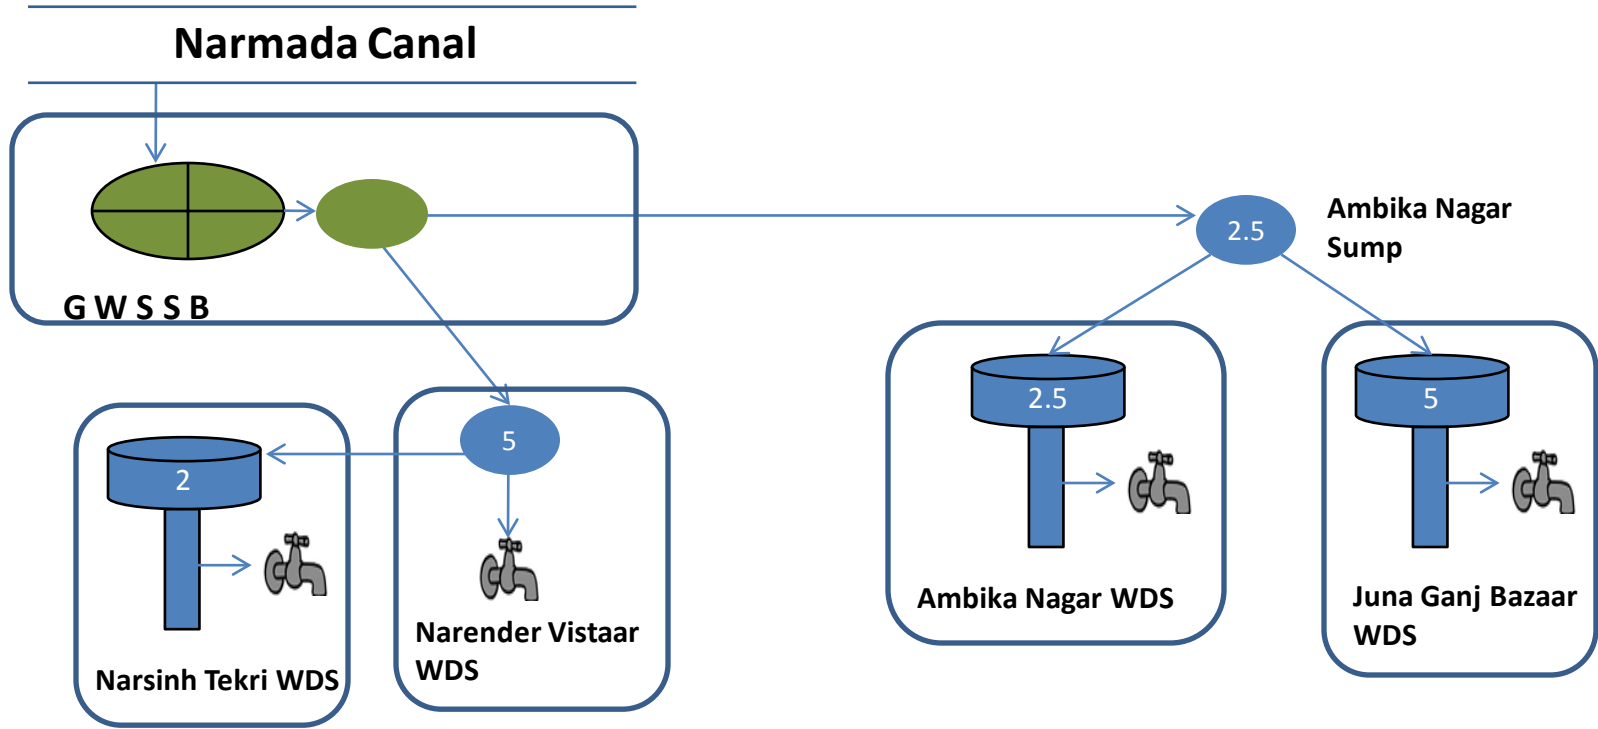 Narmada Canal
G W S S B
2.5
Ambika Nagar
Sump
2
5
2.5
5
Narsinh Tekri WDS
Narender Vistaar
WDS
Ambika Nagar WDS
Juna Ganj Bazaar
WDS